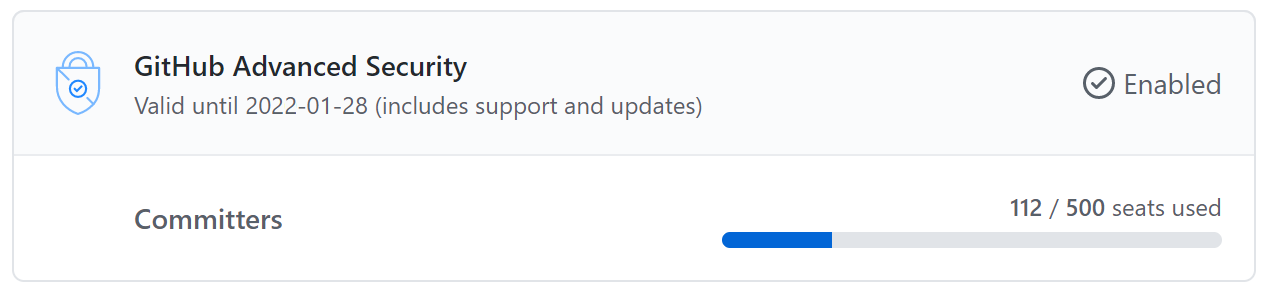 GitHub Advanced Security
Valid until 2022-01-28 (includes support and updates)
Enabled
Committers
112 / 500 seats used